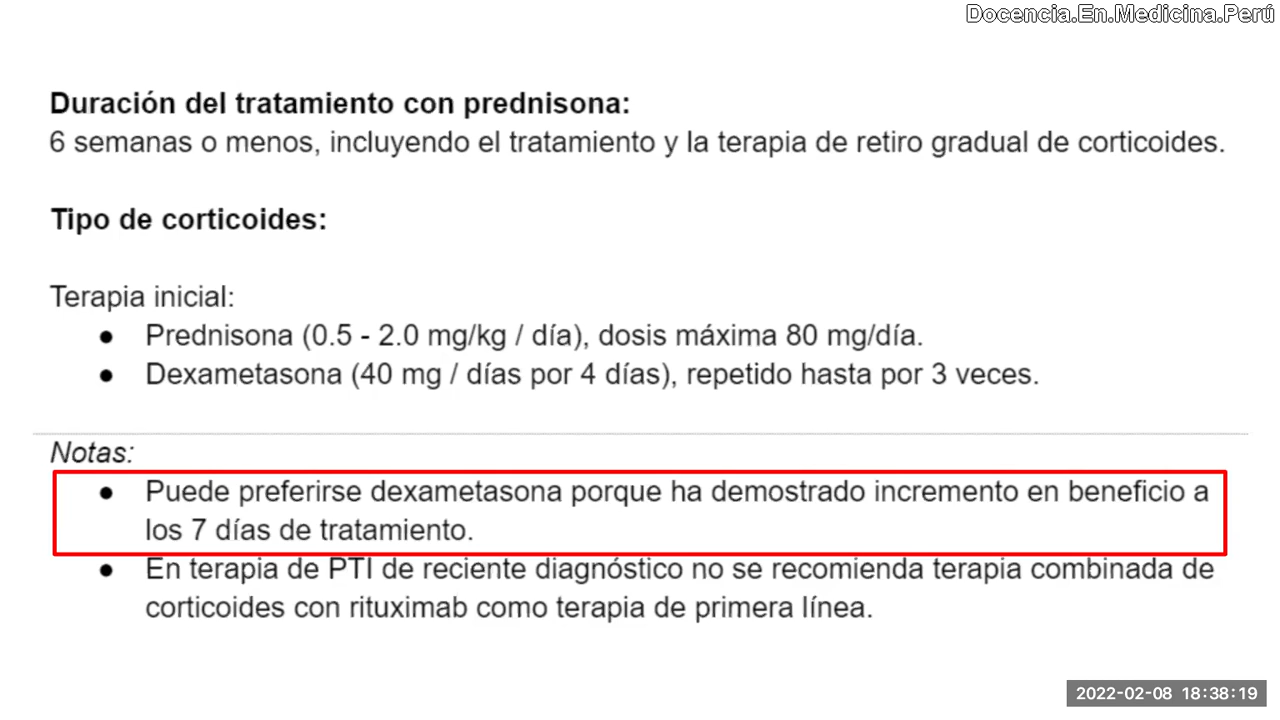 Docencia.En.Medicina.Perú
Duración del tratamiento con prednisona:
6 semanas o menos, incluyendo el tratamiento y la terapia de retiro gradual de corticoides.
Tipo de corticoides:
Terapia inicial:
● Prednisona (0.5 - 2.0 mg/kg / día), dosis máxima 80 mg/día.
● Dexametasona (40 mg / días por 4 días), repetido hasta por 3 veces.
Notas:
● Puede preferirse dexametasona porque ha demostrado incremento en beneficio a
los 7 días de tratamiento.
● En terapia de PTI de reciente diagnóstico no se recomienda terapia combinada de
corticoides con rituximab como terapia de primera línea.
2022-02-08 18:38:19